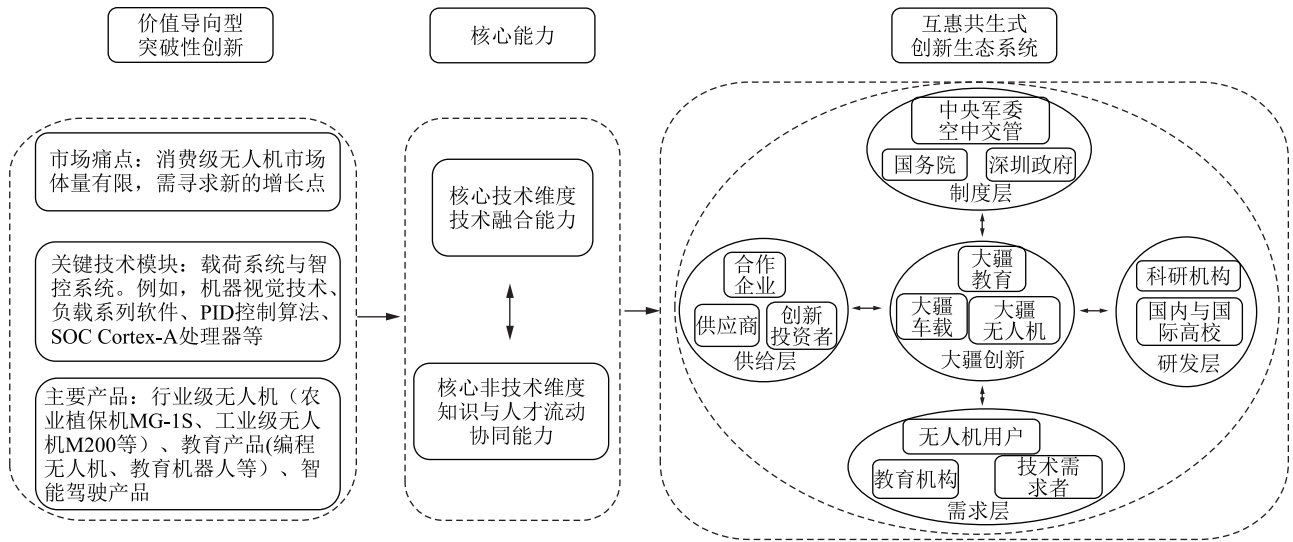 价值导向型
突破性创新
核心能力
互惠共生式
创新生态系统
市场痛点：消费级无人机市场
体量有限，需寻求新的增长点
关键技术模块：载荷系统与智
控系统。例如，机器视觉技术、
负载系列软件、PID控制算法、
SOC Cortex-A处理器等
主要产品：行业级无人机（农
业植保机MG-1S、工业级无人
机M200等）、教育产品(编程
无人机、教育机器人等）、智
能驾驶产品
核心技术维度
技术融合能力
核心非技术维度
知识与人才流动
协同能力
中央军委
空中交管
国务院
深圳政府
制度层
合作
企业
供应商
创新
投资者
供给层
大疆
教育
大疆
车载
大疆
无人机
大疆创新
科研机构
国内与国
际高校
研发层
无人机用户
教育机构
技术需
求者
需求层